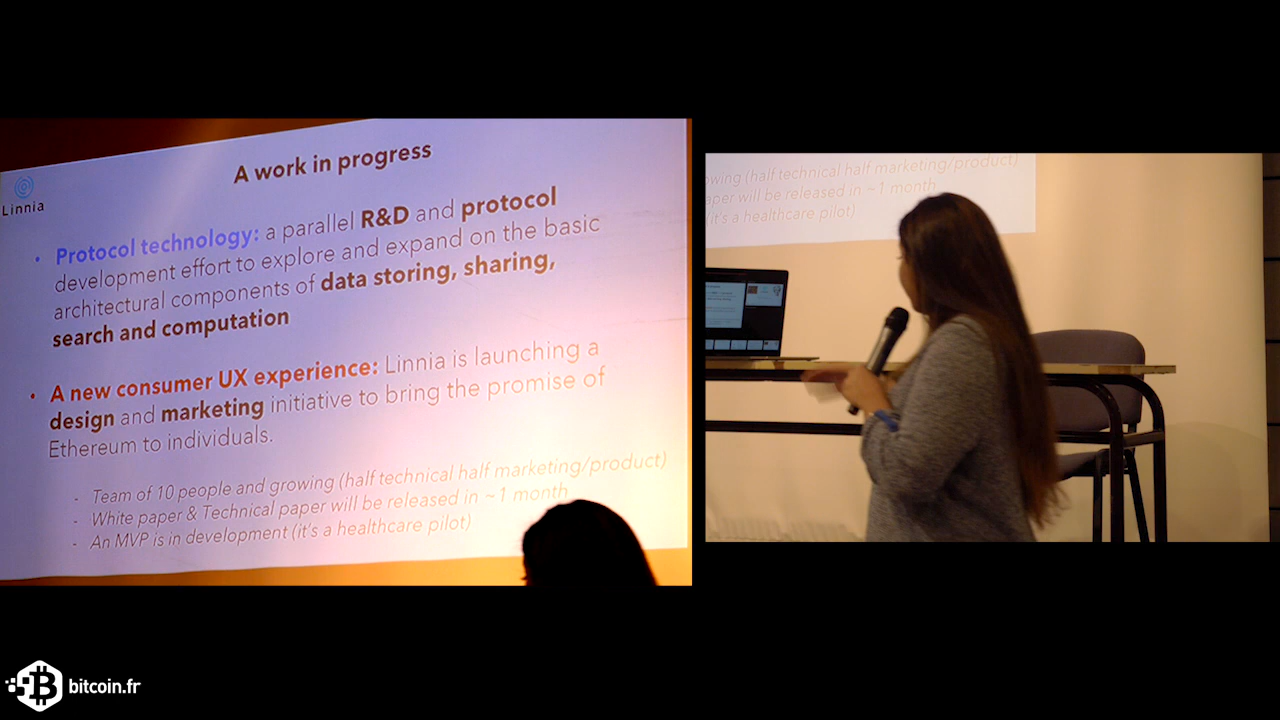 A work in progress
Linnia
• Protocol technology: a parallel R&D and protocol
development effort to explore and expand on the basic
architectural components of data storing, sharing,
search and computation
• A new consumer UX experience: Linnia is launching a
design and marketing initiative to bring the promise of
Ethereum to individuals.
- Team of 10 people and growing (half technical half marketing/product)
- White paper & Technical paper will be released in ~1 month
- An MVP is in development (it's a healthcare pilot)
owing (half technical half marketing/product)
aper will be released in ~1 month
(it's a healthcare pilot)
bitcoin.fr